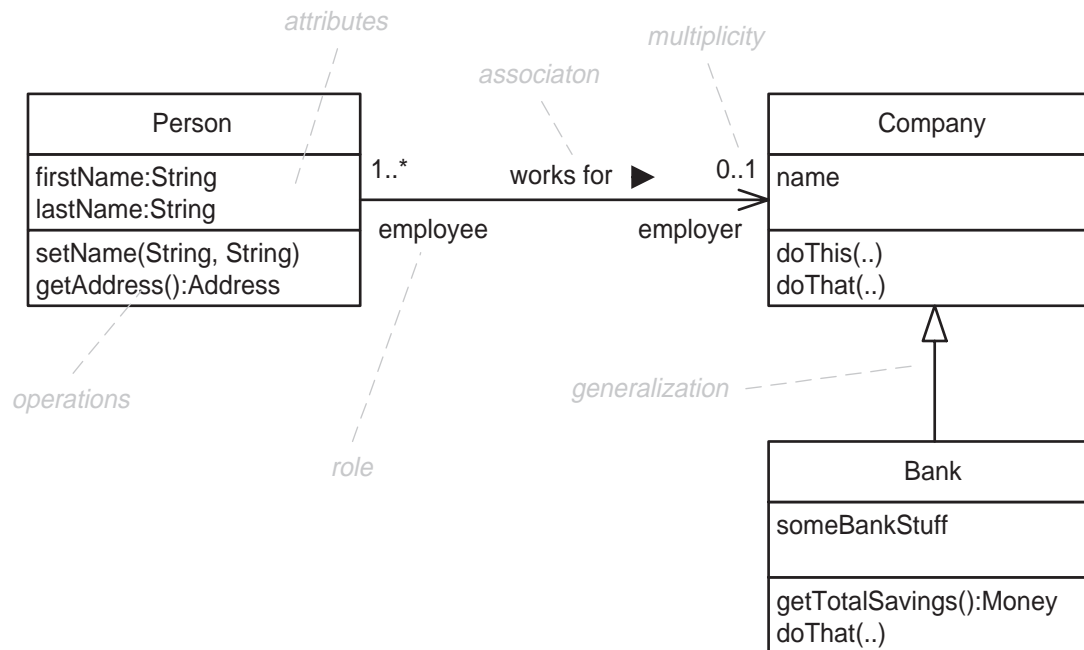 attributes
multiplicity
associaton
Person
firstName:String
lastName:String
setName(String, String)
getAddress():Address
1..*
works for ▶
0..1
employee
employer
Company
name
doThis(..)
doThat(..)
operations
role
generalization
Bank
someBankStuff
getTotalSavings():Money
doThat(..)